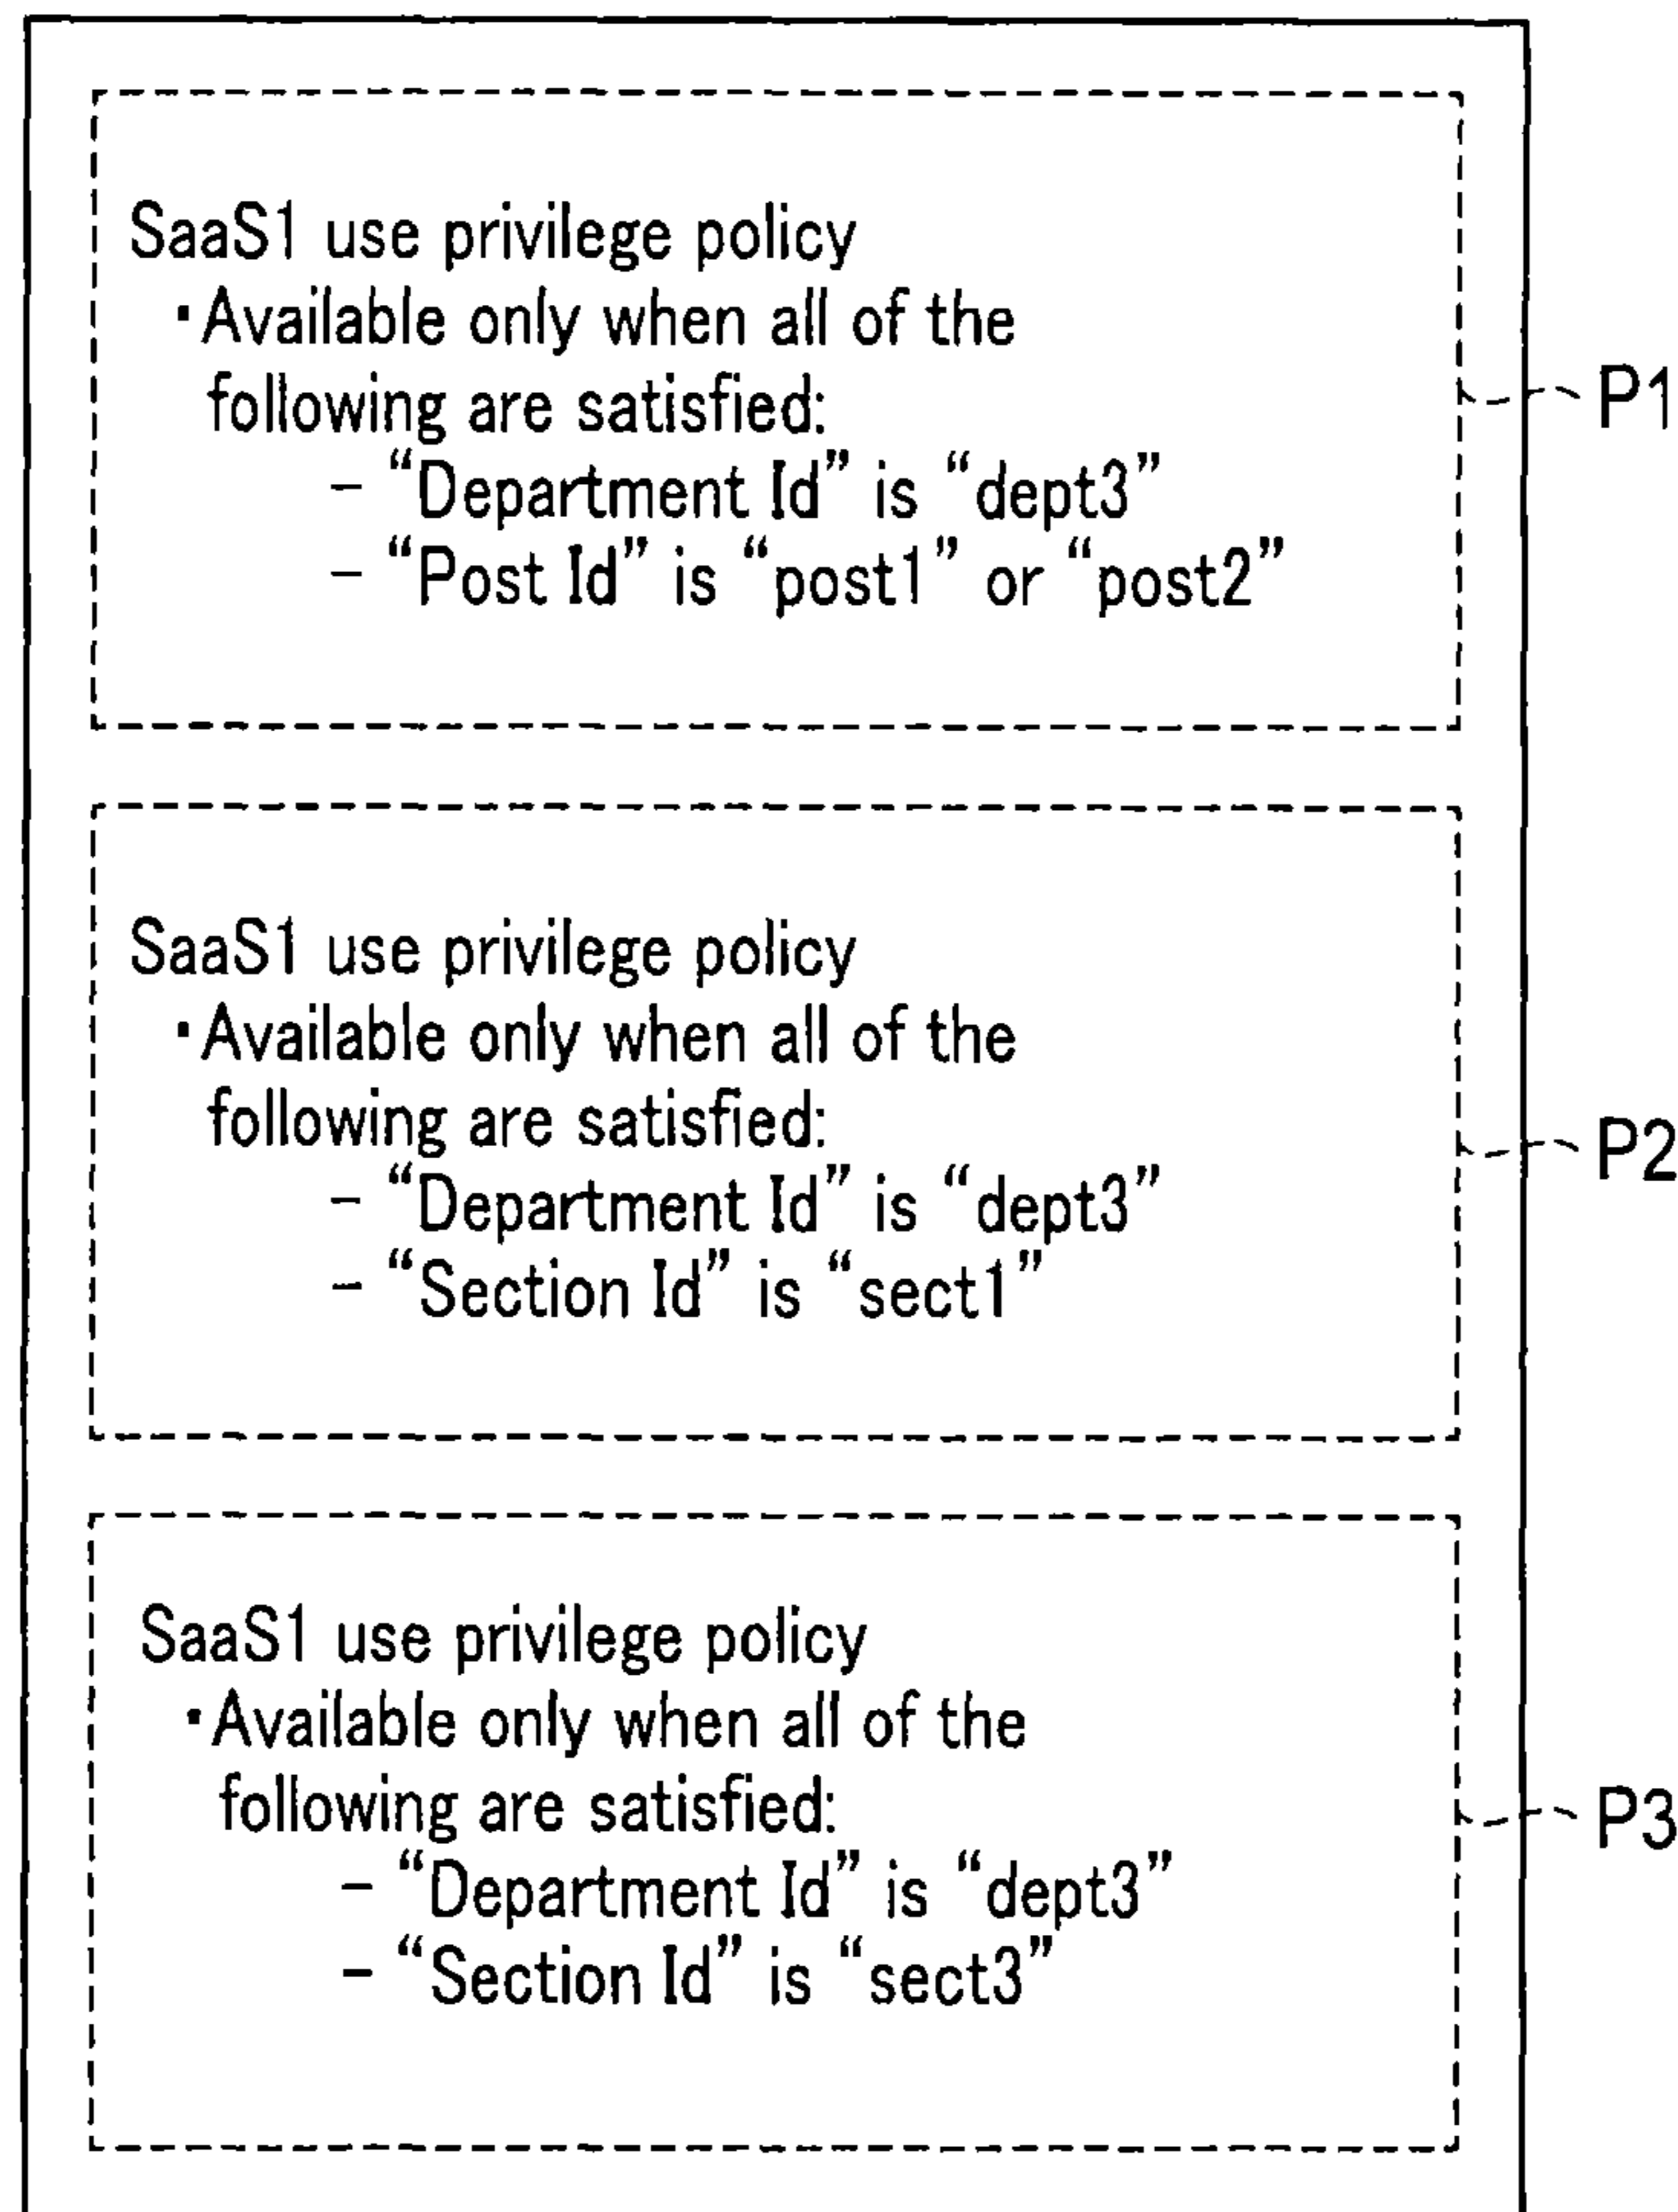 SaaS1 use privilege policy
・Available only when all of the
following are satisfied:
− “Department Id” is “dept3”
− “Post Id” is “post1” or “post2”
P1
SaaS1 use privilege policy
・Available only when all of the
following are satisfied:
− “Department Id” is “dept3”
− “Section Id” is “sect1”
P2
SaaS1 use privilege policy
・Available only when all of the
following are satisfied:
− “Department Id” is “dept3”
− “Section Id” is “sect3”
P3